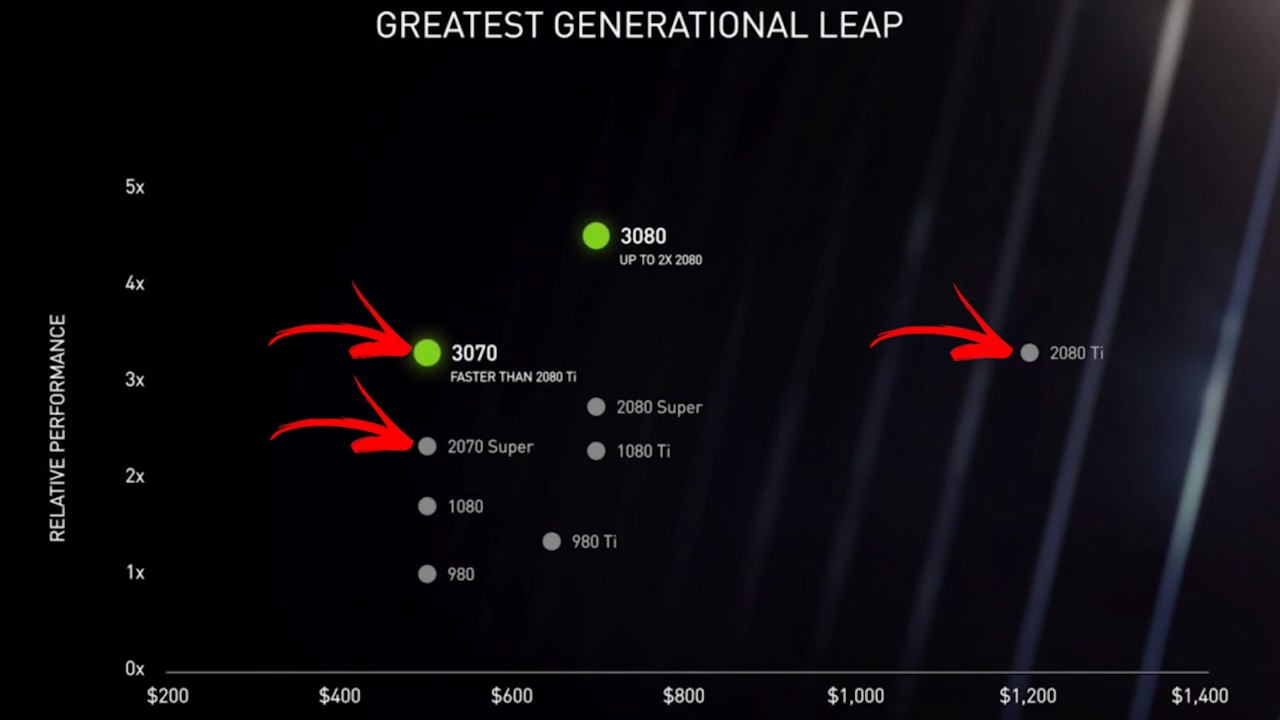 GREATEST GENERATIONAL LEAP
RELATIVE PERFORMANCE
5x
4x
3x
2x
1x
0x
3080
UP TO 2X 2080
3070
FASTER THAN 2080 Ti
2080 Ti
2080 Super
2070 Super
1080 Ti
1080
980 Ti
980
$200 $400 $600 $800 $1,000 $1,200 $1,400